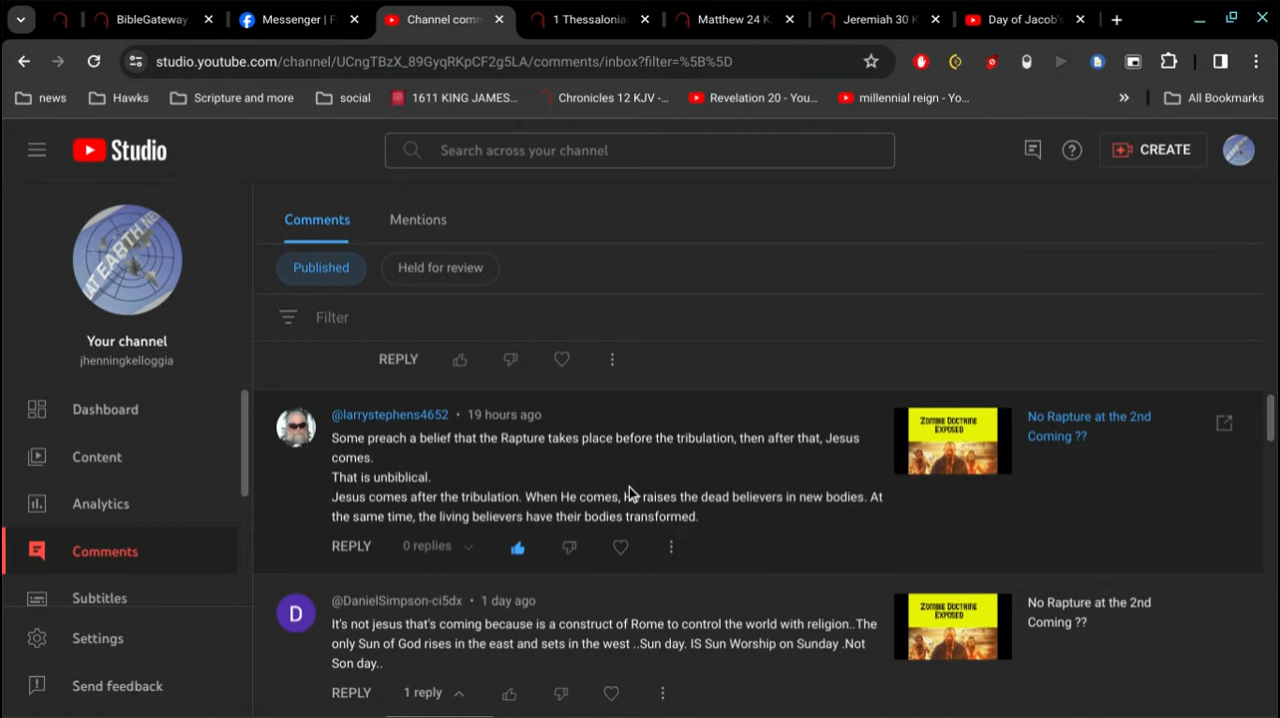 BibleGateway
Messenger | F
Channel comm
1 Thessalonia
Matthew 24 K
Jeremiah 30 K
Day of Jacob's
studio.youtube.com/channel/UCngTBzX_89GyqRKpCF2g5LA/comments/inbox?filter=%5B%5D
news
Hawks
Scripture and more
social
1611 KING JAMES...
Chronicles 12 KJV -...
Revelation 20 - You...
millennial reign - Yo...
All Bookmarks
Studio
Search across your channel
CREATE
AT EARTH NE
Your channel
jhenningkelloggia
Dashboard
Content
Analytics
Comments
Subtitles
Settings
Send feedback
Comments
Mentions
Published
Held for review
Filter
REPLY
@larrystephens4652 • 19 hours ago
Some preach a belief that the Rapture takes place before the tribulation, then after that, Jesus
comes.
That is unbiblical.
Jesus comes after the tribulation. When He comes, He raises the dead believers in new bodies. At
the same time, the living believers have their bodies transformed.
REPLY 0 replies
ZOMBIE DOCTRINE
EXPOSED
No Rapture at the 2nd
Coming ??
D
@DanielSimpson-ci5dx • 1 day ago
It's not jesus that's coming because is a construct of Rome to control the world with religion..The
only Sun of God rises in the east and sets in the west ..Sun day. IS Sun Worship on Sunday .Not
Son day..
REPLY 1 reply
ZOMBIE DOCTRINE
EXPOSED
No Rapture at the 2nd
Coming ??